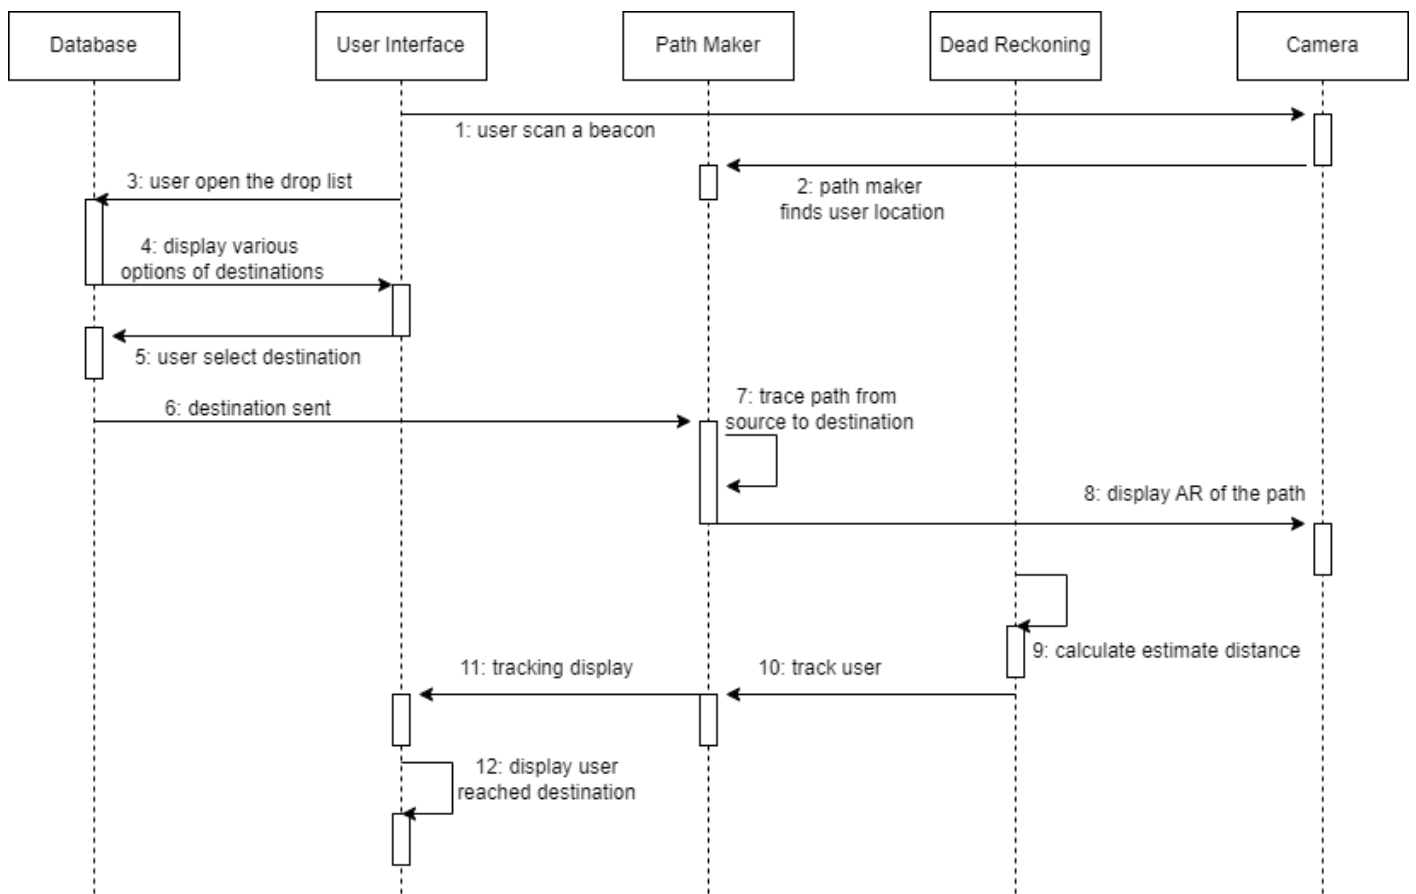 Database
User Interface
Path Maker
Dead Reckoning
Camera
1: user scan a beacon
2: path maker
finds user location
3: user open the drop list
4: display various
options of destinations
5: user select destination
6: destination sent
7: trace path from
source to destination
8: display AR of the path
9: calculate estimate distance
10: track user
11: tracking display
12: display user
reached destination